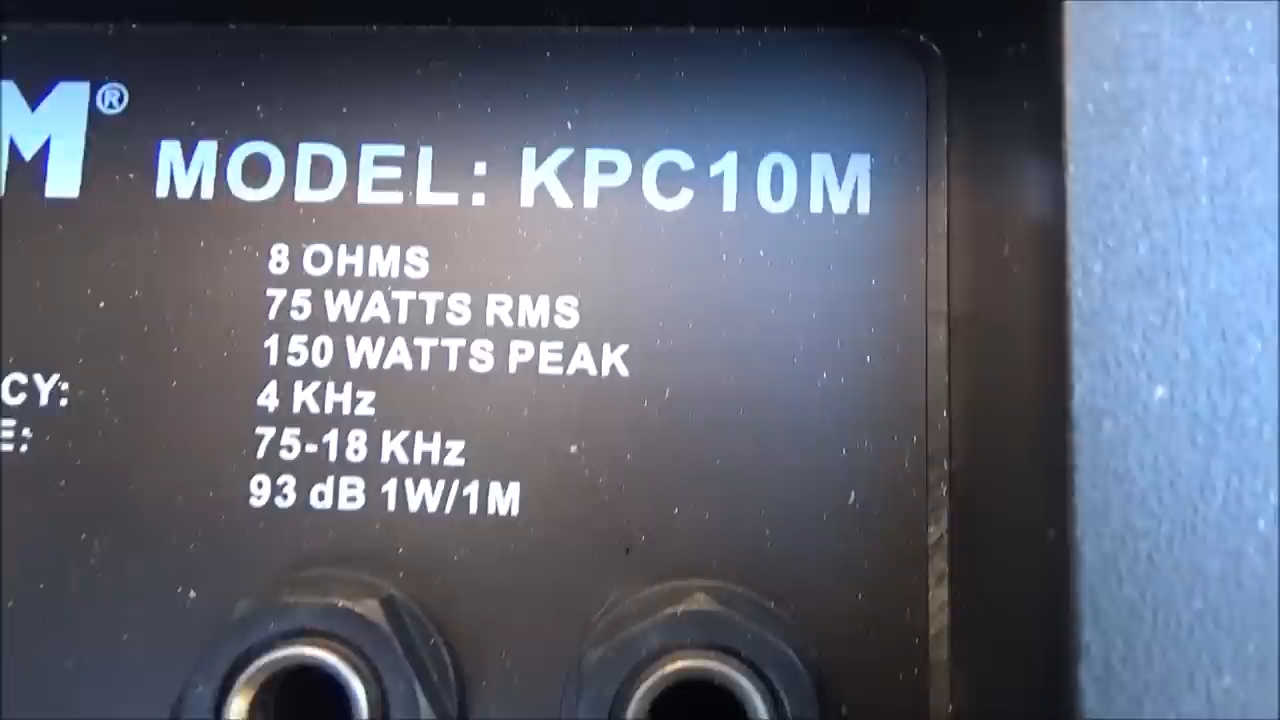 M® MODEL: KPC10M
8 OHMS
75 WATTS RMS
150 WATTS PEAK
CY: 4 KHz
E: 75-18 KHz
93 dB 1W/1M